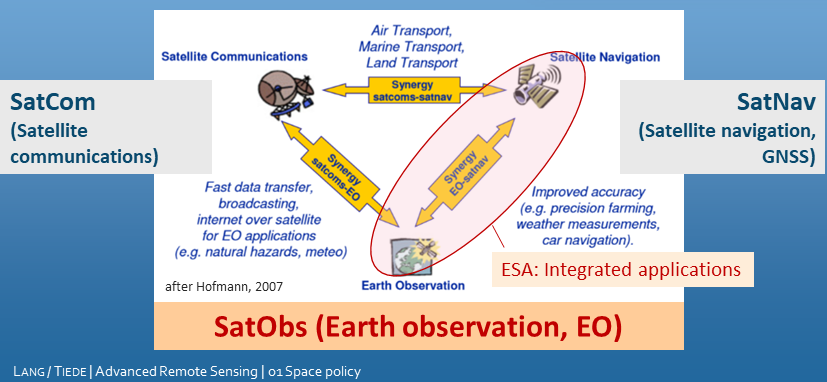 Air Transport,
Marine Transport,
Land Transport
Satellite Communications
Satellite Navigation
Synergy
satcoms-satnav
SatCom
(Satellite
communications)
SatNav
(Satellite navigation,
GNSS)
Synergy
satcoms-EO
Synergy
EO-satnav
Fast data transfer,
broadcasting,
internet over satellite
for EO applications
(e.g. natural hazards, meteo)
Improved accuracy
(e.g. precision farming,
weather measurements,
car navigation).
ESA: Integrated applications
Earth Observation
after Hofmann, 2007
SatObs (Earth observation, EO)
LANG / TIEDE | Advanced Remote Sensing | 01 Space policy